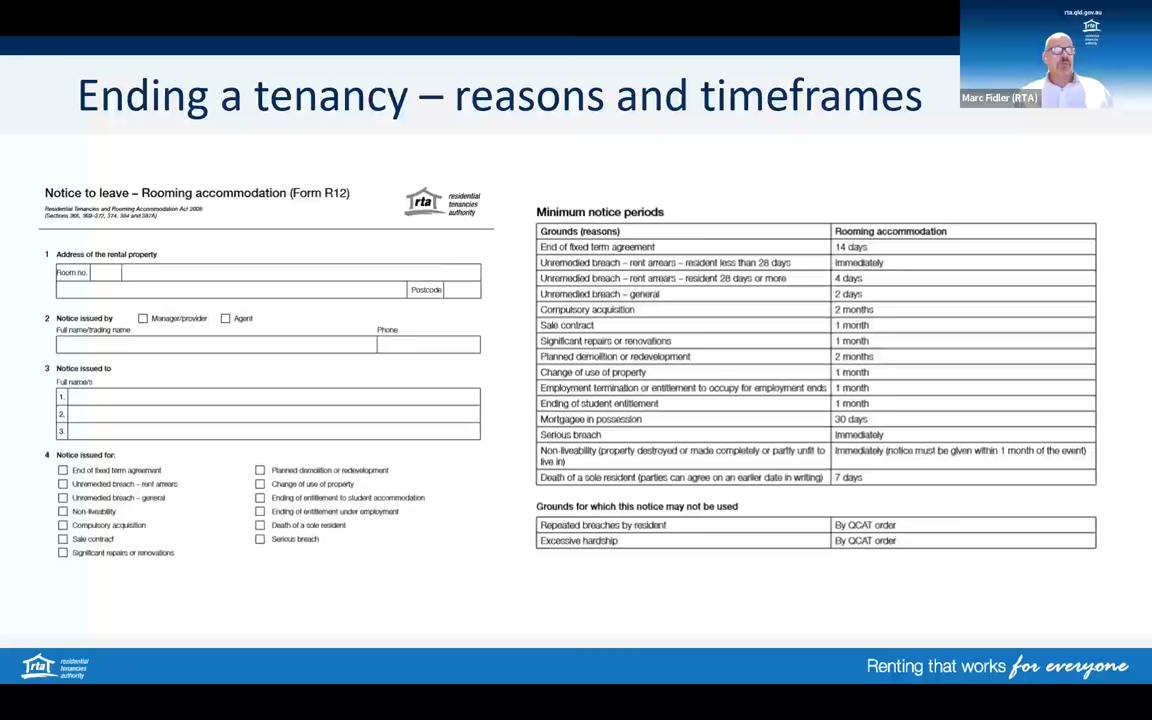 rta.qld.gov.au
rta
residential
tenancies
authority
Marc Fidler (RTA)
Ending a tenancy – reasons and timeframes
Notice to leave – Rooming accommodation (Form R12)
Residential Tenancies and Rooming Accommodation Act 2008
rta
residential
tenancies
authority
1 Address of the rental property
Room no.
Postcode
2 Notice issued by Manager/provider Agent
Full name/trading name Phone
3 Notice issued to
Full name/s
1.
2.
3.
4 Notice issued for:
End of fixed term agreement
Unremedied breach – rent arrears
Unremedied breach – general
Non-liveability
Compulsory acquisition
Sale contract
Significant repairs or renovations
Planned demolition or redevelopment
Change of use of property
Ending of entitlement to student accommodation
Ending of entitlement under employment
Death of a sole resident
Serious breach
Minimum notice periods
Grounds (reasons) Rooming accommodation
End of fixed term agreement 14 days
Unremedied breach – rent arrears – resident less than 28 days Immediately
Unremedied breach – rent arrears – resident 28 days or more 4 days
Unremedied breach – general 2 days
Compulsory acquisition 2 months
Sale contract 1 month
Significant repairs or renovations 1 month
Planned demolition or redevelopment 2 months
Change of use of property 1 month
Employment termination or entitlement to occupy for employment ends 1 month
Ending of student entitlement 1 month
Mortgagee in possession 30 days
Serious breach Immediately
Non-liveability (property destroyed or made completely or partly unfit to Immediately (notice must be given within 1 month of the event)
live in)
Death of a sole resident (parties can agree on an earlier date in writing) 7 days
Grounds for which this notice may not be used
Repeated breaches by resident By QCAT order
Excessive hardship By QCAT order
rta
residential
tenancies
authority
Renting that works for everyone